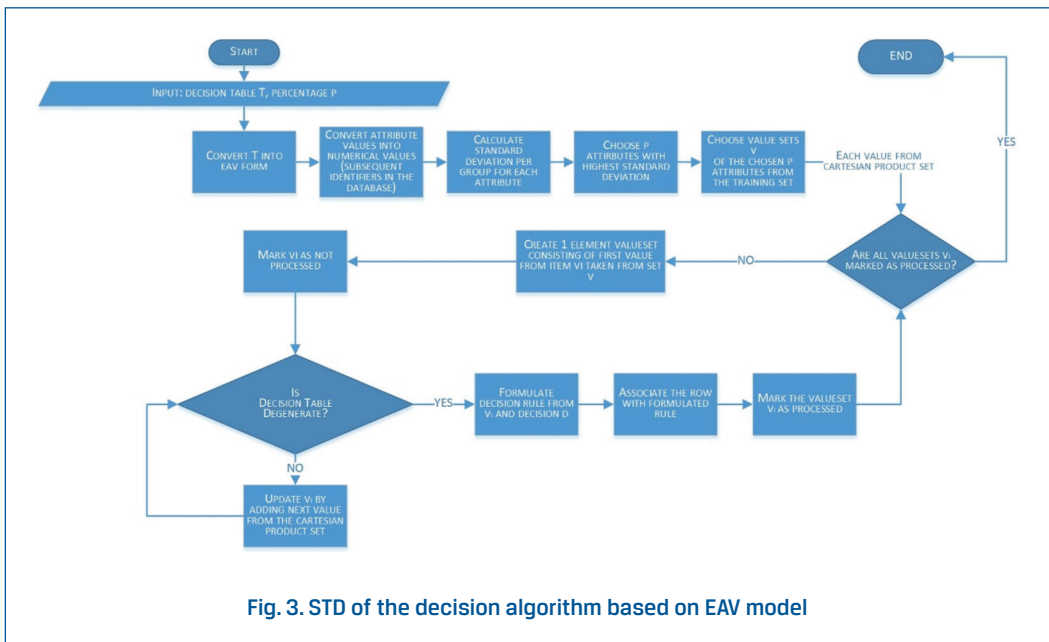 START
END
INPUT: DECISION TABLE T, PERCENTAGE P
YES
CONVERT T INTO
EAV FORM
CONVERT ATTRIBUTE
VALUES INTO
NUMERICAL VALUES
(SUBSEQUENT
IDENTIFIERS IN THE
DATABASE)
CALCULATE
STANDARD
DEVIATION PER
GROUP FOR EACH
ATTRIBUTE
CHOOSE P
ATTIRBUTES WITH
HIGHEST STANDARD
DEVIATION
CHOOSE VALUE SETS
V
OF THE CHOSEN P
ATTRIBUTES FROM
THE TRAINING SET
EACH VALUE FROM
CARTESIAN PRODUCT SET
MARK VI AS NOT
PROCESSED
CREATE 1 ELEMENT VALUESET
CONSISTING OF FIRST VALUE
FROM ITEM VI TAKEN FROM SET
V
NO
ARE ALL VALUESETS Vi
MARKED AS PROCESSED?
IS
DECISION TABLE
DEGENERATE?
YES
FORMULATE
DECISION RULE FROM
Vi AND DECISION D
ASSOCIATE THE ROW
WITH FORMULATED
RULE
MARK THE VALUESET
Vi AS PROCESSED
NO
UPDATE Vi BY
ADDING NEXT VALUE
FROM THE CARTESIAN
PRODUCT SET
Fig. 3. STD of the decision algorithm based on EAV model